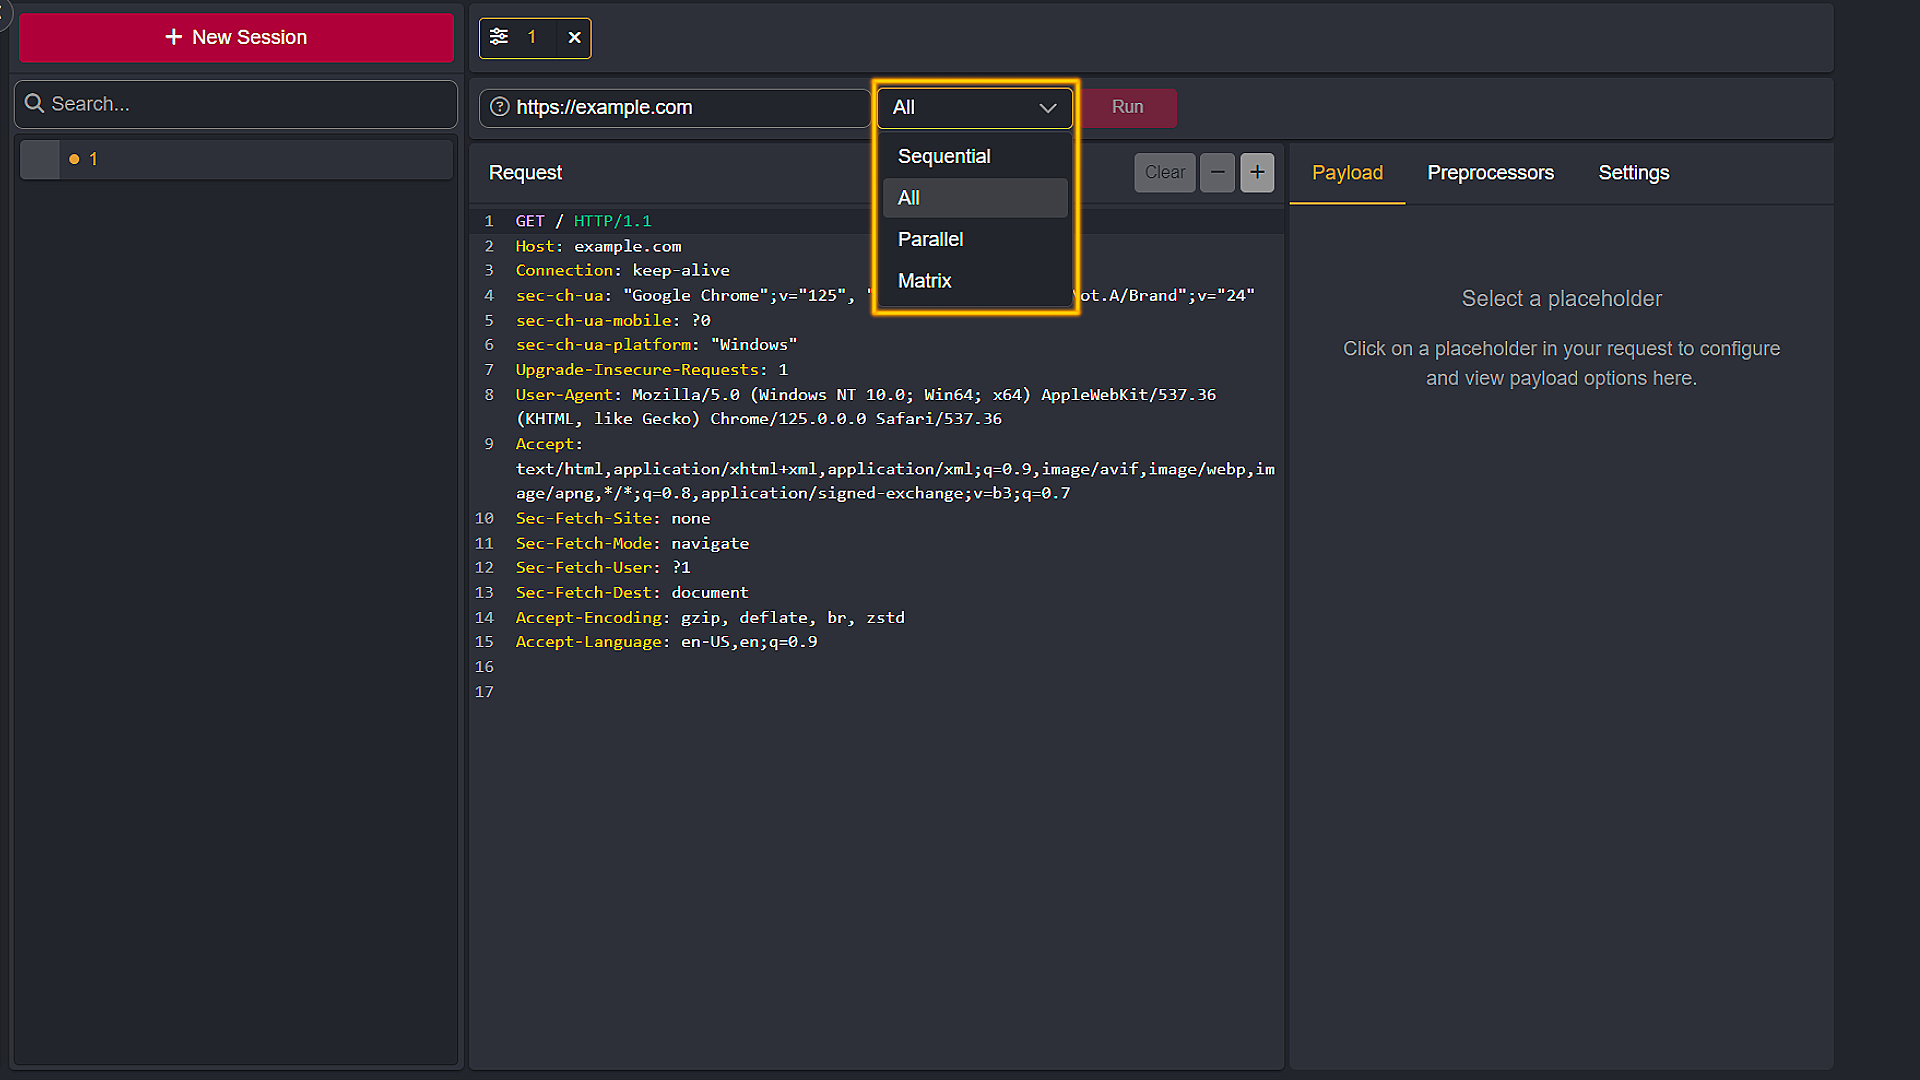 New Session
1
Search...
1
https://example.com
All
Run
Sequential
All
Parallel
Matrix
Request
Clear
Payload
Preprocessors
Settings
1 GET / HTTP/1.1
2 Host: example.com
3 Connection: keep-alive
4 sec-ch-ua: "Google Chrome";v="125", " ot.A/Brand";v="24"
5 sec-ch-ua-mobile: ?0
6 sec-ch-ua-platform: "Windows"
7 Upgrade-Insecure-Requests: 1
8 User-Agent: Mozilla/5.0 (Windows NT 10.0; Win64; x64) AppleWebKit/537.36
(KHTML, like Gecko) Chrome/125.0.0.0 Safari/537.36
9 Accept:
text/html,application/xhtml+xml,application/xml;q=0.9,image/avif,image/webp,im
age/apng,*/*;q=0.8,application/signed-exchange;v=b3;q=0.7
10 Sec-Fetch-Site: none
11 Sec-Fetch-Mode: navigate
12 Sec-Fetch-User: ?1
13 Sec-Fetch-Dest: document
14 Accept-Encoding: gzip, deflate, br, zstd
15 Accept-Language: en-US,en;q=0.9
16
17
Select a placeholder
Click on a placeholder in your request to configure
and view payload options here.